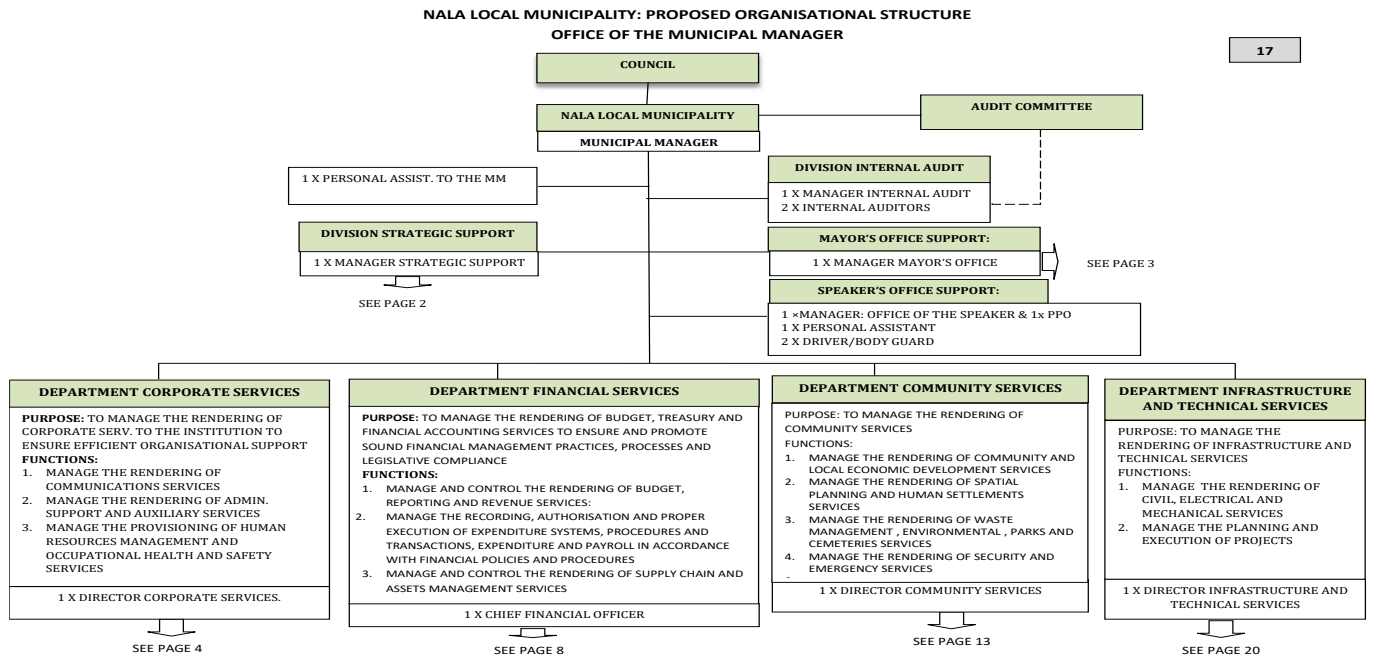 NALA LOCAL MUNICIPALITY: PROPOSED ORGANISATIONAL STRUCTURE
OFFICE OF THE MUNICIPAL MANAGER
17
COUNCIL
NALA LOCAL MUNICIPALITY
MUNICIPAL MANAGER
AUDIT COMMITTEE
1 X PERSONAL ASSIST. TO THE MM
DIVISION INTERNAL AUDIT
1 X MANAGER INTERNAL AUDIT
2 X INTERNAL AUDITORS
DIVISION STRATEGIC SUPPORT
1 X MANAGER STRATEGIC SUPPORT
SEE PAGE 2
MAYOR'S OFFICE SUPPORT:
1 X MANAGER MAYOR'S OFFICE
SEE PAGE 3
SPEAKER'S OFFICE SUPPORT:
1 ×MANAGER: OFFICE OF THE SPEAKER & 1x PPO
1 X PERSONAL ASSISTANT
2 X DRIVER/BODY GUARD
DEPARTMENT CORPORATE SERVICES
PURPOSE: TO MANAGE THE RENDERING OF
CORPORATE SERV. TO THE INSTITUTION TO
ENSURE EFFICIENT ORGANISATIONAL SUPPORT
FUNCTIONS:
1. MANAGE THE RENDERING OF
COMMUNICATIONS SERVICES
2. MANAGE THE RENDERING OF ADMIN.
SUPPORT AND AUXILIARY SERVICES
3. MANAGE THE PROVISIONING OF HUMAN
RESOURCES MANAGEMENT AND
OCCUPATIONAL HEALTH AND SAFETY
SERVICES
1 X DIRECTOR CORPORATE SERVICES.
SEE PAGE 4
DEPARTMENT FINANCIAL SERVICES
PURPOSE: TO MANAGE THE RENDERING OF BUDGET, TREASURY AND
FINANCIAL ACCOUNTING SERVICES TO ENSURE AND PROMOTE
SOUND FINANCIAL MANAGEMENT PRACTICES, PROCESSES AND
LEGISLATIVE COMPLIANCE
FUNCTIONS:
1. MANAGE AND CONTROL THE RENDERING OF BUDGET,
REPORTING AND REVENUE SERVICES:
2. MANAGE THE RECORDING, AUTHORISATION AND PROPER
EXECUTION OF EXPENDITURE SYSTEMS, PROCEDURES AND
TRANSACTIONS, EXPENDITURE AND PAYROLL IN ACCORDANCE
WITH FINANCIAL POLICIES AND PROCEDURES
3. MANAGE AND CONTROL THE RENDERING OF SUPPLY CHAIN AND
ASSETS MANAGEMENT SERVICES
1 X CHIEF FINANCIAL OFFICER
SEE PAGE 8
DEPARTMENT COMMUNITY SERVICES
PURPOSE: TO MANAGE THE RENDERING OF
COMMUNITY SERVICES
FUNCTIONS:
1. MANAGE THE RENDERING OF COMMUNITY AND
LOCAL ECONOMIC DEVELOPMENT SERVICES
2. MANAGE THE RENDERING OF SPATIAL
PLANNING AND HUMAN SETTLEMENTS
SERVICES
3. MANAGE THE RENDERING OF WASTE
MANAGEMENT , ENVIRONMENTAL , PARKS AND
CEMETERIES SERVICES
4. MANAGE THE RENDERING OF SECURITY AND
EMERGENCY SERVICES
1 X DIRECTOR COMMUNITY SERVICES
SEE PAGE 13
DEPARTMENT INFRASTRUCTURE
AND TECHNICAL SERVICES
PURPOSE: TO MANAGE THE
RENDERING OF INFRASTRUCTURE AND
TECHNICAL SERVICES
FUNCTIONS:
1. MANAGE THE RENDERING OF
CIVIL, ELECTRICAL AND
MECHANICAL SERVICES
2. MANAGE THE PLANNING AND
EXECUTION OF PROJECTS
1 X DIRECTOR INFRASTRUCTURE AND
TECHNICAL SERVICES
SEE PAGE 20